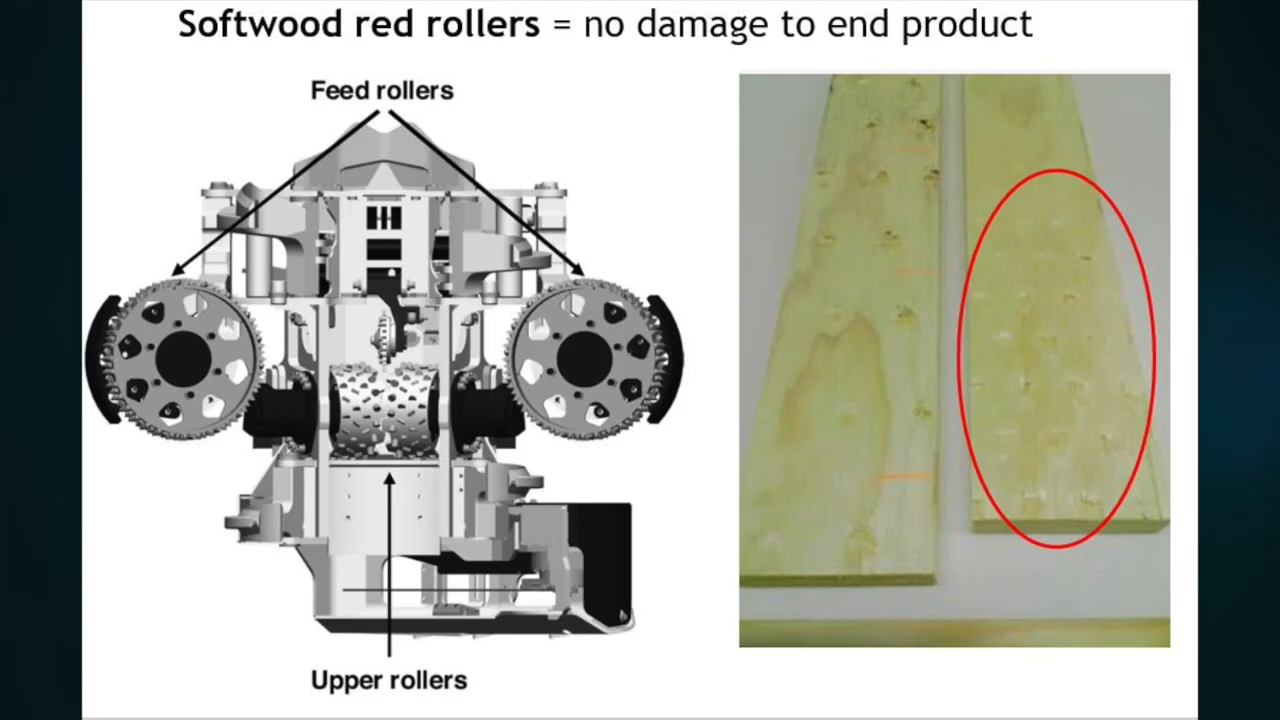 Softwood red rollers = no damage to end product
Feed rollers
Upper rollers